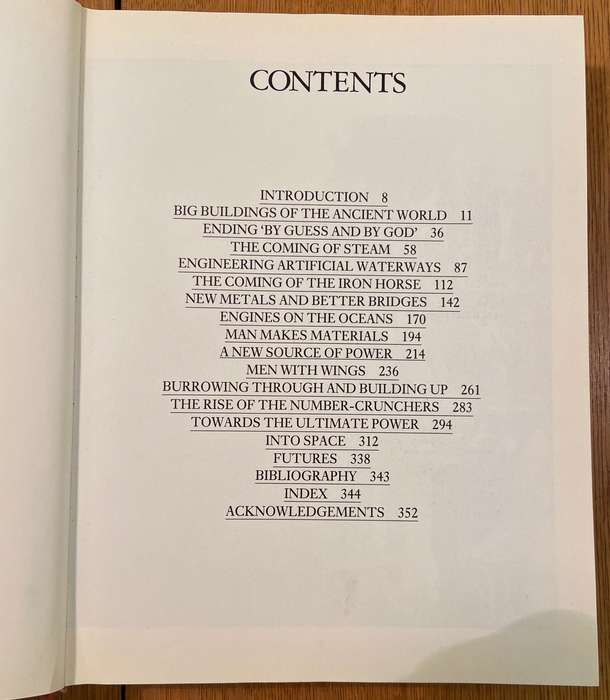 CONTENTS
INTRODUCTION 8
BIG BUILDINGS OF THE ANCIENT WORLD 11
ENDING ‘BY GUESS AND BY GOD’ 36
THE COMING OF STEAM 58
ENGINEERING ARTIFICIAL WATERWAYS 87
THE COMING OF THE IRON HORSE 112
NEW METALS AND BETTER BRIDGES 142
ENGINES ON THE OCEANS 170
MAN MAKES MATERIALS 194
A NEW SOURCE OF POWER 214
MEN WITH WINGS 236
BURROWING THROUGH AND BUILDING UP 261
THE RISE OF THE NUMBER-CRUNCHERS 283
TOWARDS THE ULTIMATE POWER 294
INTO SPACE 312
FUTURES 338
BIBLIOGRAPHY 343
INDEX 344
ACKNOWLEDGEMENTS 352